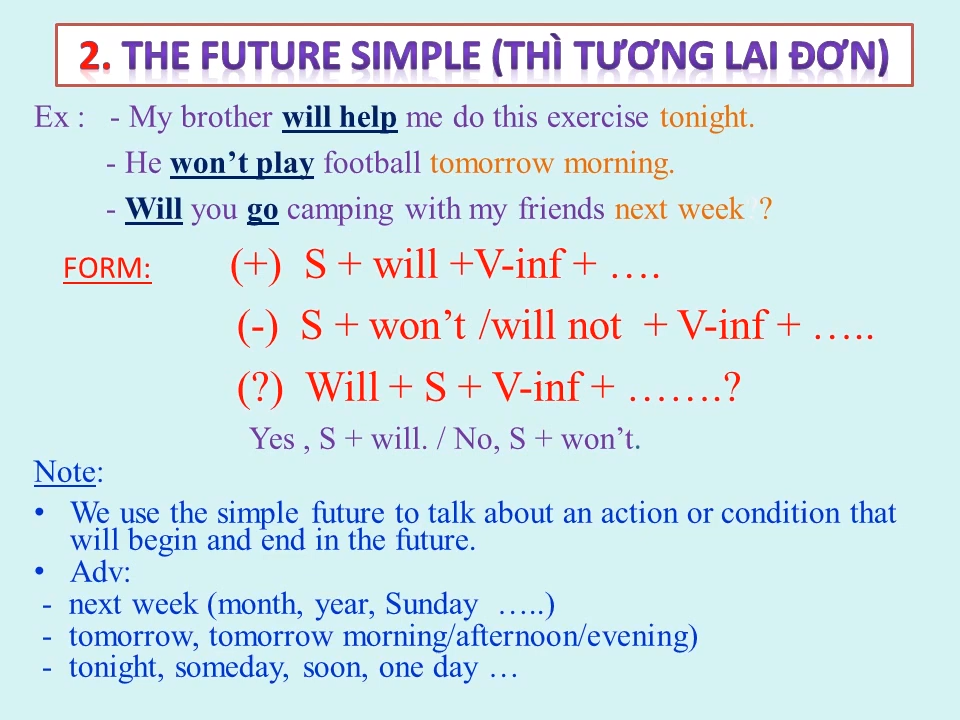 2. THE FUTURE SIMPLE (THÌ TƯƠNG LAI ĐƠN)
Ex : - My brother will help me do this exercise tonight.
- He won’t play football tomorrow morning.
- Will you go camping with my friends next week ?
FORM: (+) S + will +V-inf + ….
(-) S + won’t /will not + V-inf + …..
(?) Will + S + V-inf + …….?
Yes , S + will. / No, S + won’t.
Note:
• We use the simple future to talk about an action or condition that
will begin and end in the future.
• Adv:
- next week (month, year, Sunday …..)
- tomorrow, tomorrow morning/afternoon/evening)
- tonight, someday, soon, one day …